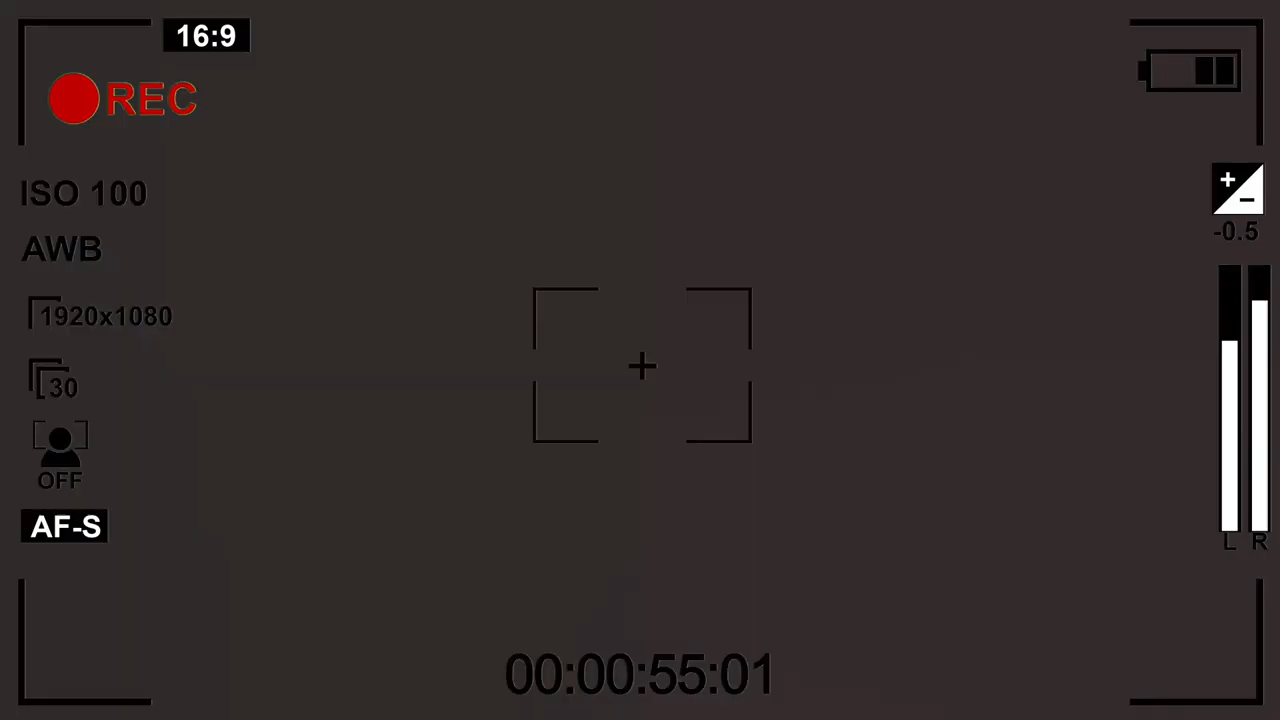 16:9
REC
ISO 100
AWB
1920x1080
30
OFF
AF-S
-0.5
L R
00:00:55:01